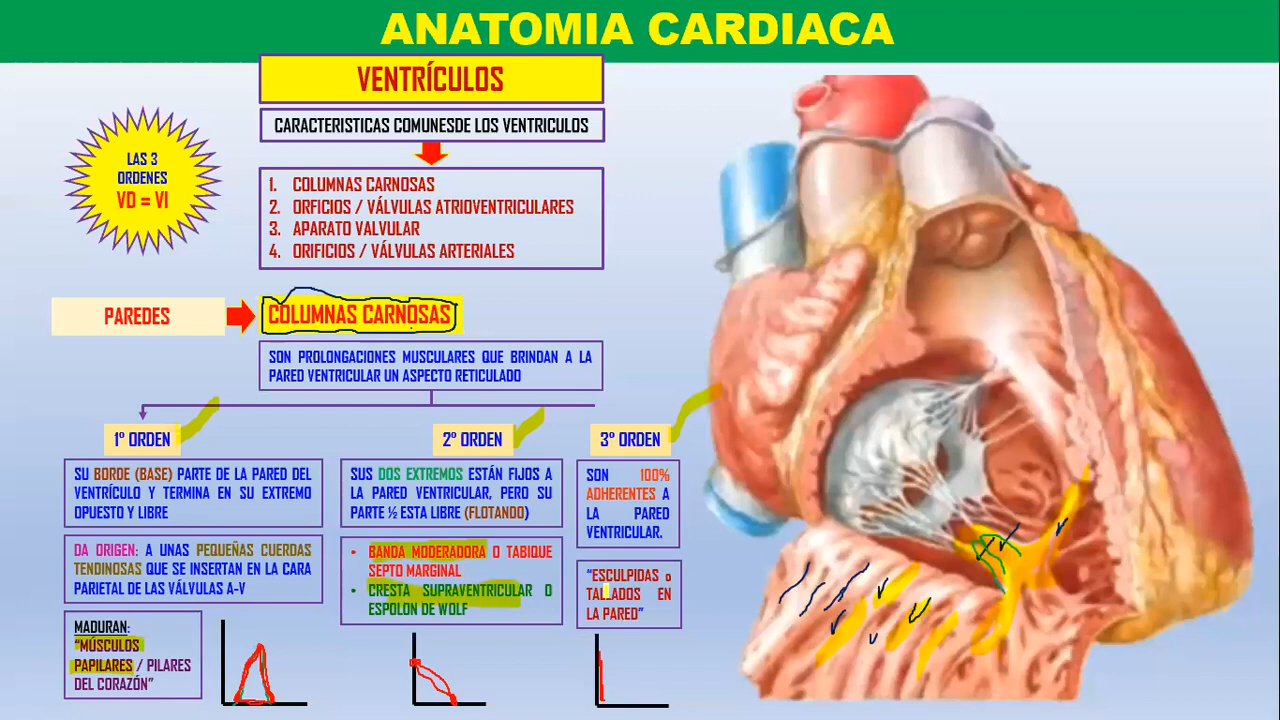 ANATOMIA CARDIACA
VENTRÍCULOS
CARACTERISTICAS COMUNESDE LOS VENTRICULOS
LAS 3
ORDENES
VD = VI
1. COLUMNAS CARNOSAS
2. ORFICIOS / VÁLVULAS ATRIOVENTRICULARES
3. APARATO VALVULAR
4. ORIFICIOS / VÁLVULAS ARTERIALES
PAREDES
COLUMNAS CARNOSAS
SON PROLONGACIONES MUSCULARES QUE BRINDAN A LA
PARED VENTRICULAR UN ASPECTO RETICULADO
1° ORDEN
SU BORDE (BASE) PARTE DE LA PARED DEL
VENTRÍCULO Y TERMINA EN SU EXTREMO
OPUESTO Y LIBRE
DA ORIGEN: A UNAS PEQUEÑAS CUERDAS
TENDINOSAS QUE SE INSERTAN EN LA CARA
PARIETAL DE LAS VÁLVULAS A-V
MADURAN:
"MÚSCULOS
PAPILARES / PILARES
DEL CORAZÓN"
2° ORDEN
SUS DOS EXTREMOS ESTÁN FIJOS A
LA PARED VENTRICULAR, PERO SU
PARTE ½ ESTA LIBRE (FLOTANDO)
• BANDA MODERADORA O TABIQUE
SEPTO MARGINAL
• CRESTA SUPRAVENTRICULAR O
ESPOLON DE WOLF
3° ORDEN
SON 100%
ADHERENTES A
LA PARED
VENTRICULAR.
"ESCULPIDAS o
TALLADOS EN
LA PARED"